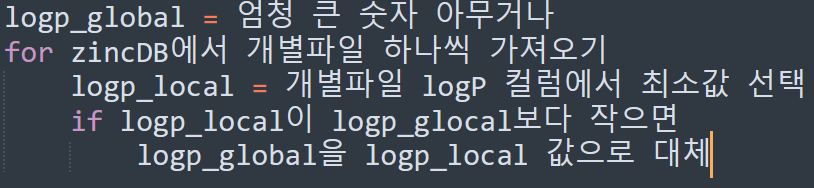 logp_global = 엄청 큰 숫자 아무거나
for zincDB에서 개별파일 하나씩 가져오기
logp_local = 개별파일 logP 컬럼에서 최소값 선택
if logp_local이 logp_glocal보다 작으면
logp_global을 logp_local 값으로 대체